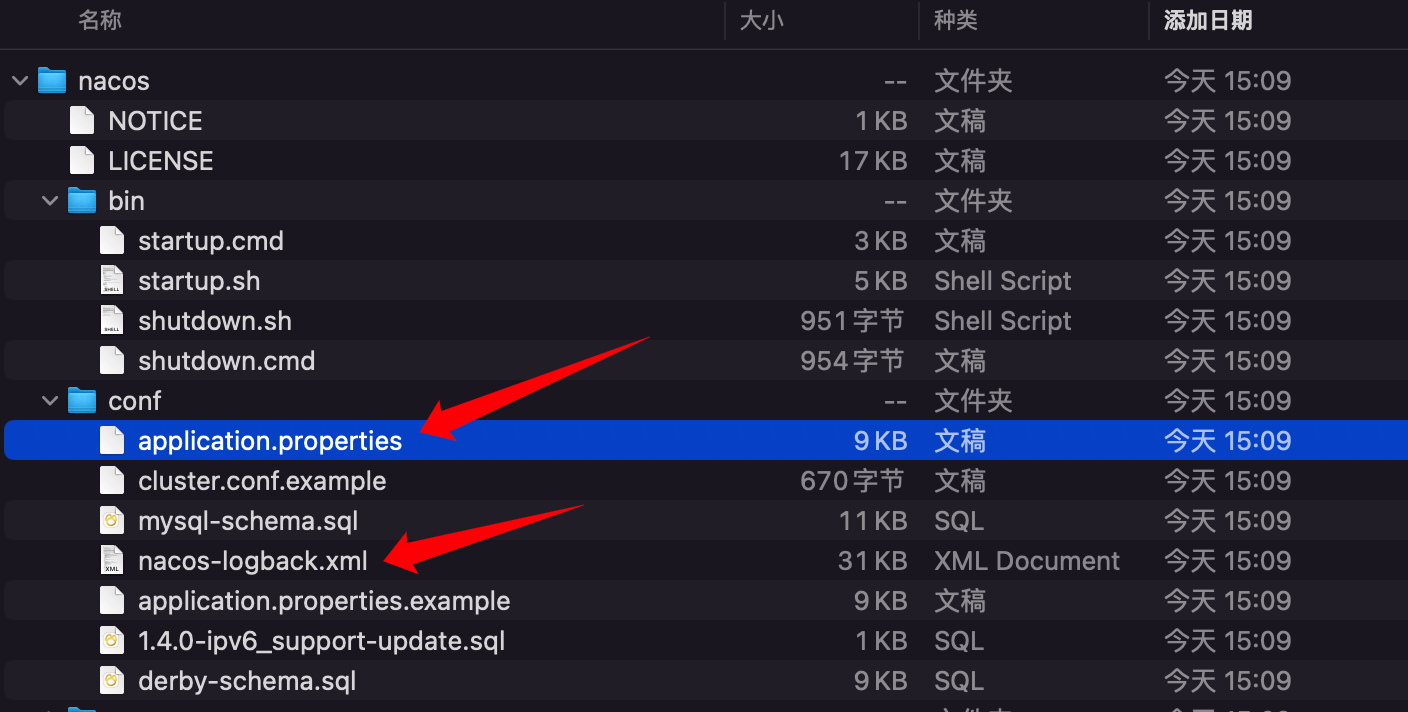 名称 大小 种类 添加日期
nacos -- 文件夹 今天 15:09
NOTICE 1 KB 文稿 今天 15:09
LICENSE 17 KB 文稿 今天 15:09
bin -- 文件夹 今天 15:09
startup.cmd 3 KB 文稿 今天 15:09
startup.sh 5 KB Shell Script 今天 15:09
shutdown.sh 951 字节 Shell Script 今天 15:09
shutdown.cmd 954 字节 文稿 今天 15:09
conf -- 文件夹 今天 15:09
application.properties 9 KB 文稿 今天 15:09
cluster.conf.example 670 字节 文稿 今天 15:09
mysql-schema.sql 11 KB SQL 今天 15:09
nacos-logback.xml 31 KB XML Document 今天 15:09
application.properties.example 9 KB 文稿 今天 15:09
1.4.0-ipv6_support-update.sql 1 KB SQL 今天 15:09
derby-schema.sql 9 KB SQL 今天 15:09